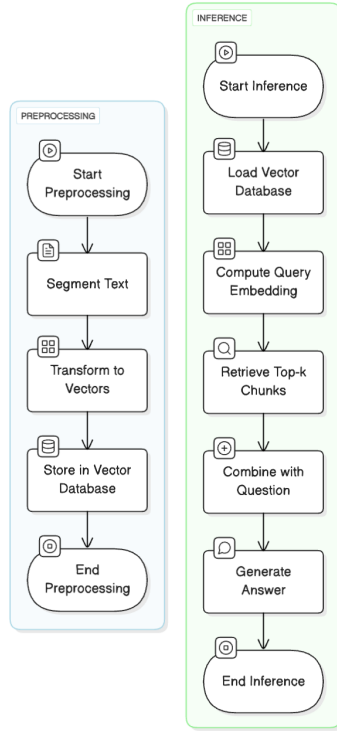 PREPROCESSING
Start
Preprocessing
Segment Text
Transform to
Vectors
Store in Vector
Database
End
Preprocessing
INFERENCE
Start Inference
Load Vector
Database
Compute Query
Embedding
Retrieve Top-k
Chunks
Combine with
Question
Generate
Answer
End Inference